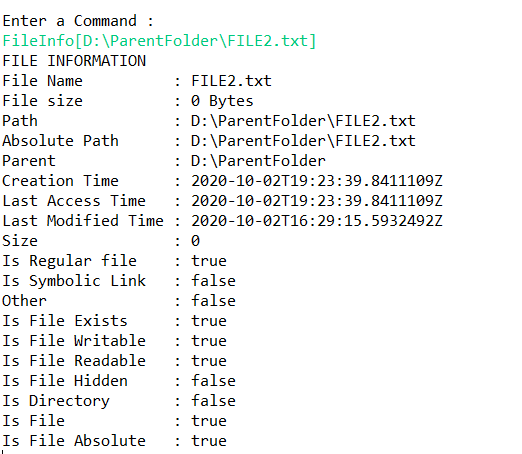 Enter a Command :
FileInfo[D:\ParentFolder\FILE2.txt]
FILE INFORMATION
File Name          : FILE2.txt
File size          : 0 Bytes
Path               : D:\ParentFolder\FILE2.txt
Absolute Path      : D:\ParentFolder\FILE2.txt
Parent             : D:\ParentFolder
Creation Time      : 2020-10-02T19:23:39.8411109Z
Last Access Time   : 2020-10-02T19:23:39.8411109Z
Last Modified Time : 2020-10-02T16:29:15.5932492Z
Size               : 0
Is Regular file    : true
Is Symbolic Link   : false
Other              : false
Is File Exists     : true
Is File Writable   : true
Is File Readable   : true
Is File Hidden     : false
Is Directory       : false
Is File            : true
Is File Absolute   : true